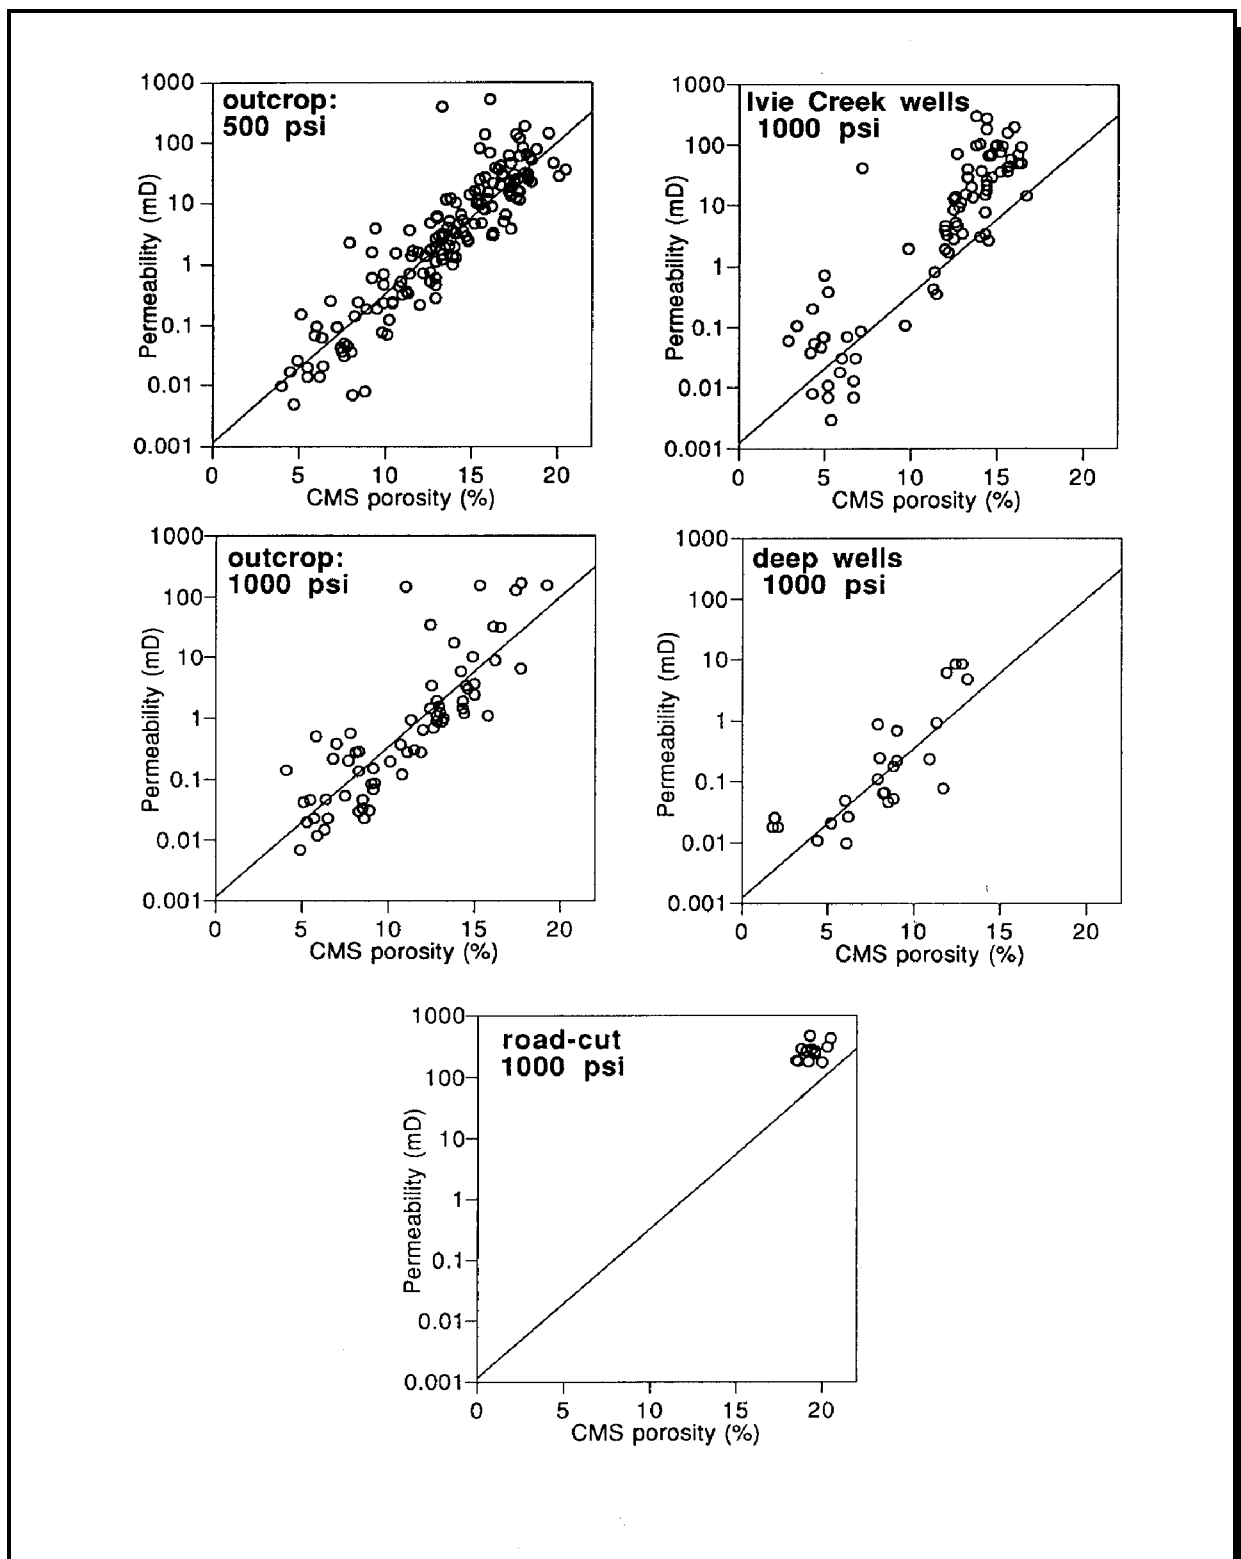 outcrop:
500 psi
1000
100
10
1
0.1
0.01
0.001
Permeability (mD)
0 5 10 15 20
CMS porosity (%)
Ivie Creek wells
1000 psi
1000
100
10
1
0.1
0.01
0.001
Permeability (mD)
0 5 10 15 20
CMS porosity (%)
outcrop:
1000 psi
1000
100
10
1
0.1
0.01
0.001
Permeability (mD)
0 5 10 15 20
CMS porosity (%)
deep wells
1000 psi
1000
100
10
1
0.1
0.01
0.001
Permeability (mD)
0 5 10 15 20
CMS porosity (%)
road-cut
1000 psi
1000
100
10
1
0.1
0.01
0.001
Permeability (mD)
0 5 10 15 20
CMS porosity (%)